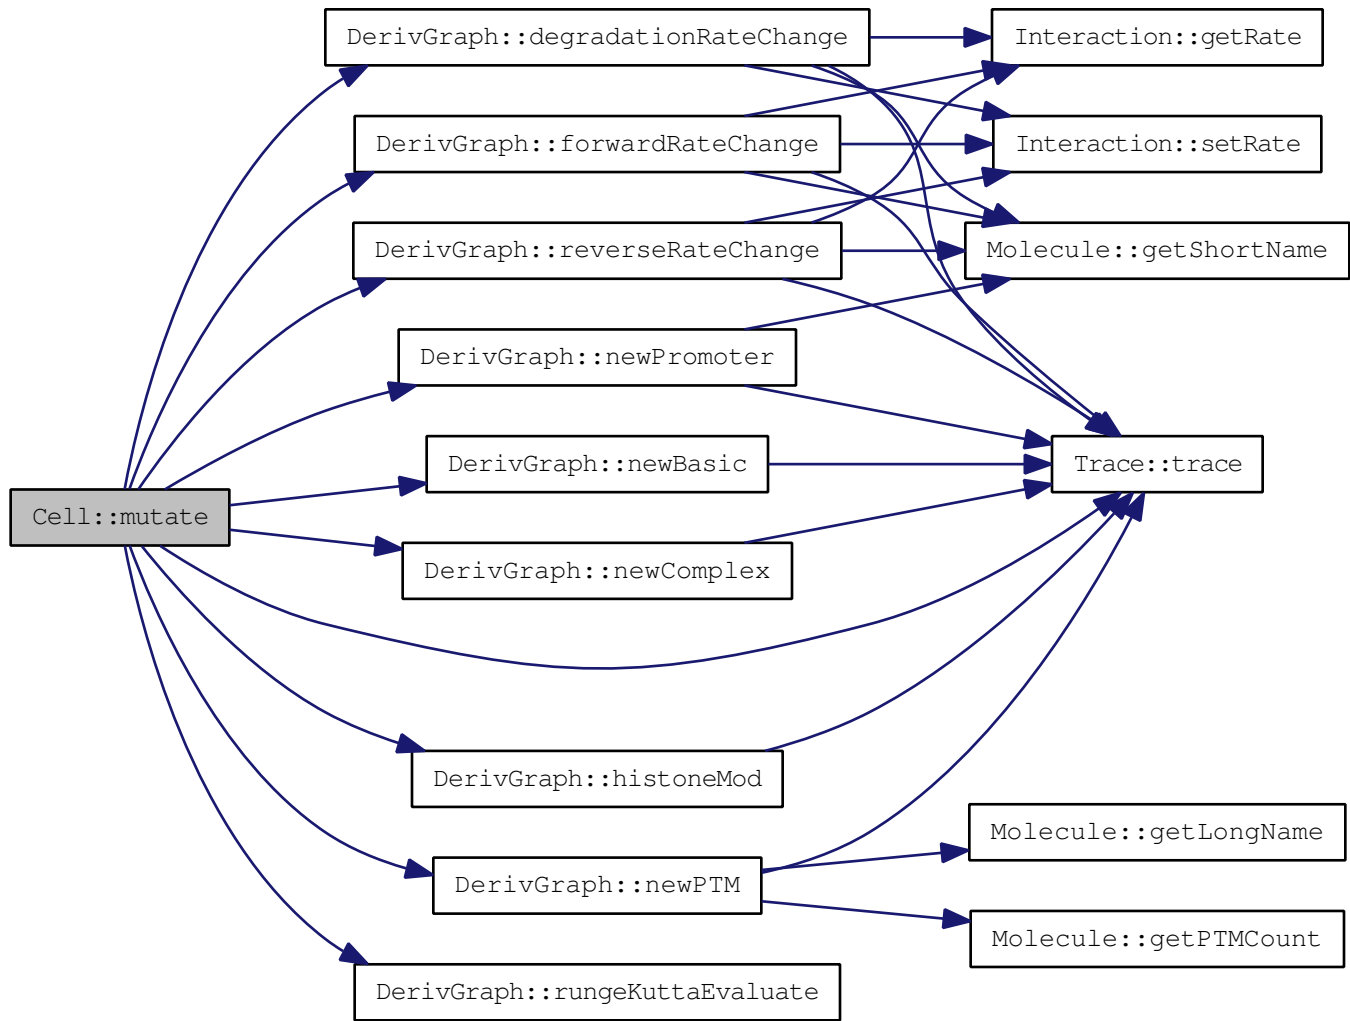 DerivGraph::degradationRateChange
Interaction::getRate
DerivGraph::forwardRateChange
Interaction::setRate
DerivGraph::reverseRateChange
Molecule::getShortName
DerivGraph::newPromoter
DerivGraph::newBasic
Trace::trace
Cell::mutate
DerivGraph::newComplex
DerivGraph::histoneMod
Molecule::getLongName
DerivGraph::newPTM
Molecule::getPTMCount
DerivGraph::rungeKuttaEvaluate